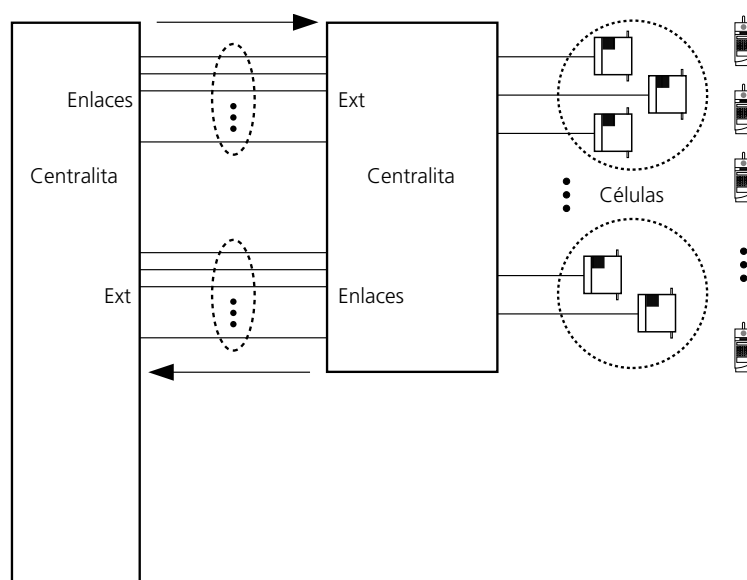 Enlaces
Ext
Centralita
Centralita
Células
Ext
Enlaces